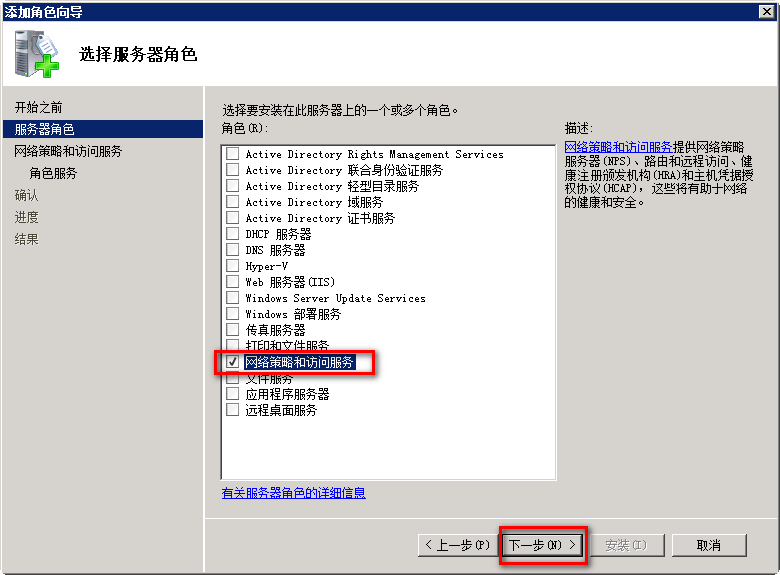 添加角色向导
选择服务器角色
开始之前
服务器角色
网络策略和访问服务
角色服务
确认
进度
结果
选择要安装在此服务器上的一个或多个角色。
角色(R):
Active Directory Rights Management Services
Active Directory 联合身份验证服务
Active Directory 轻型目录服务
Active Directory 域服务
Active Directory 证书服务
DHCP 服务器
DNS 服务器
Hyper-V
Web 服务器(IIS)
Windows Server Update Services
Windows 部署服务
传真服务器
打印和文件服务
网络策略和访问服务
文件服务
应用程序服务器
远程桌面服务
有关服务器角色的详细信息
描述:
网络策略和访问服务提供网络策略
服务器(NPS)、路由和远程访问、健
康注册颁发机构(HRA)和主机凭据授
权协议(HCAP)，这些将有助于网络
的健康和安全。
< 上一步(P)
下一步(N) >
安装(I)
取消